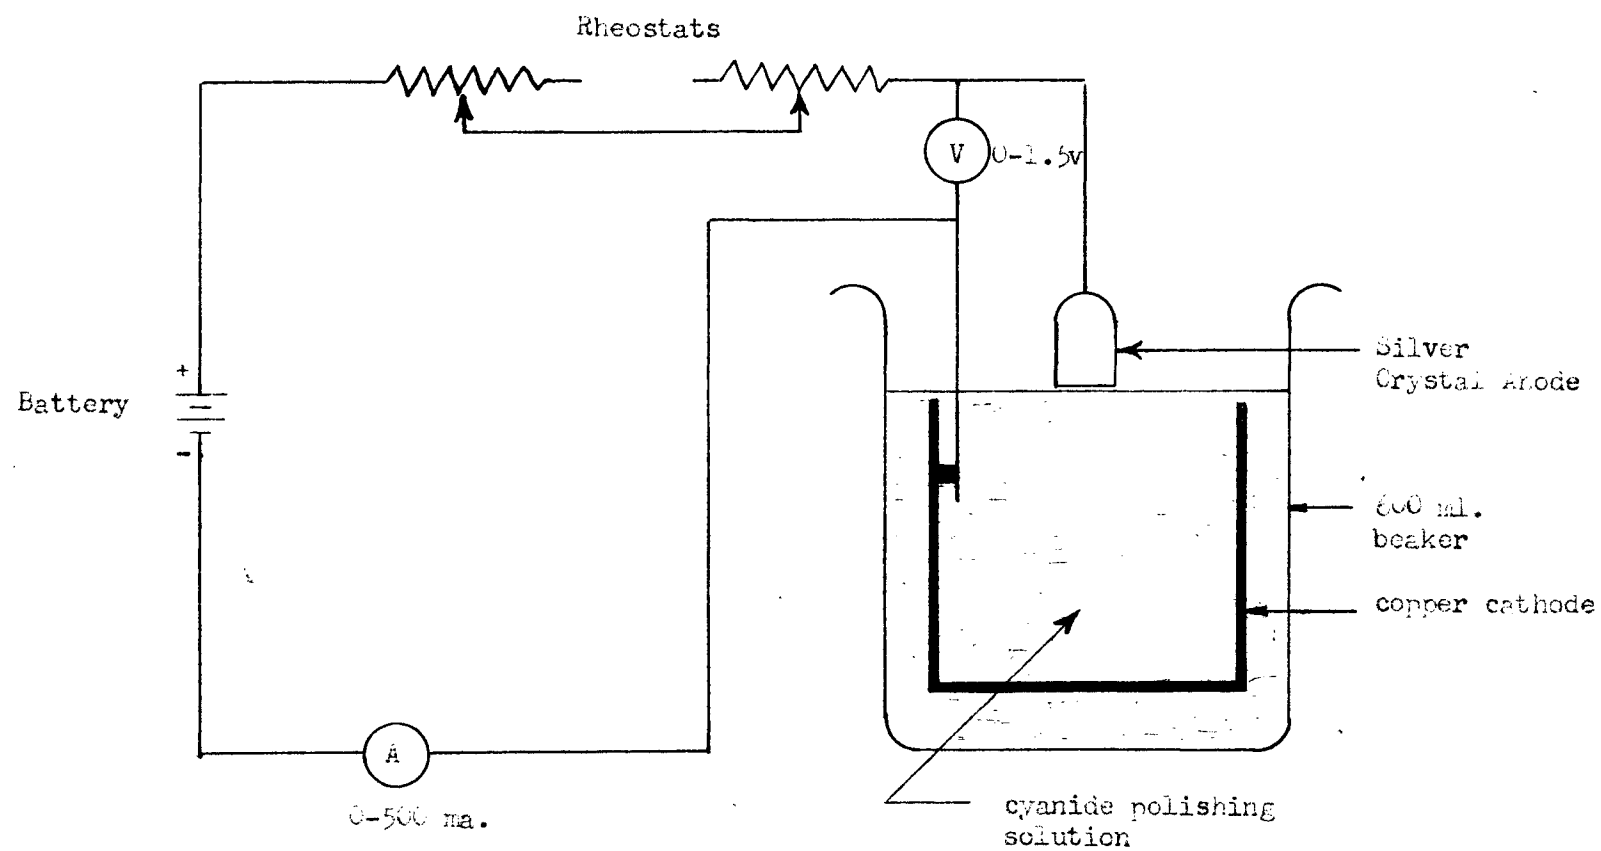 Rheostats
V
0-1.5v
+
Battery
-
Silver
Crystal Anode
600 ml.
beaker
copper cathode
A
0-500 ma.
cyanide polishing
solution